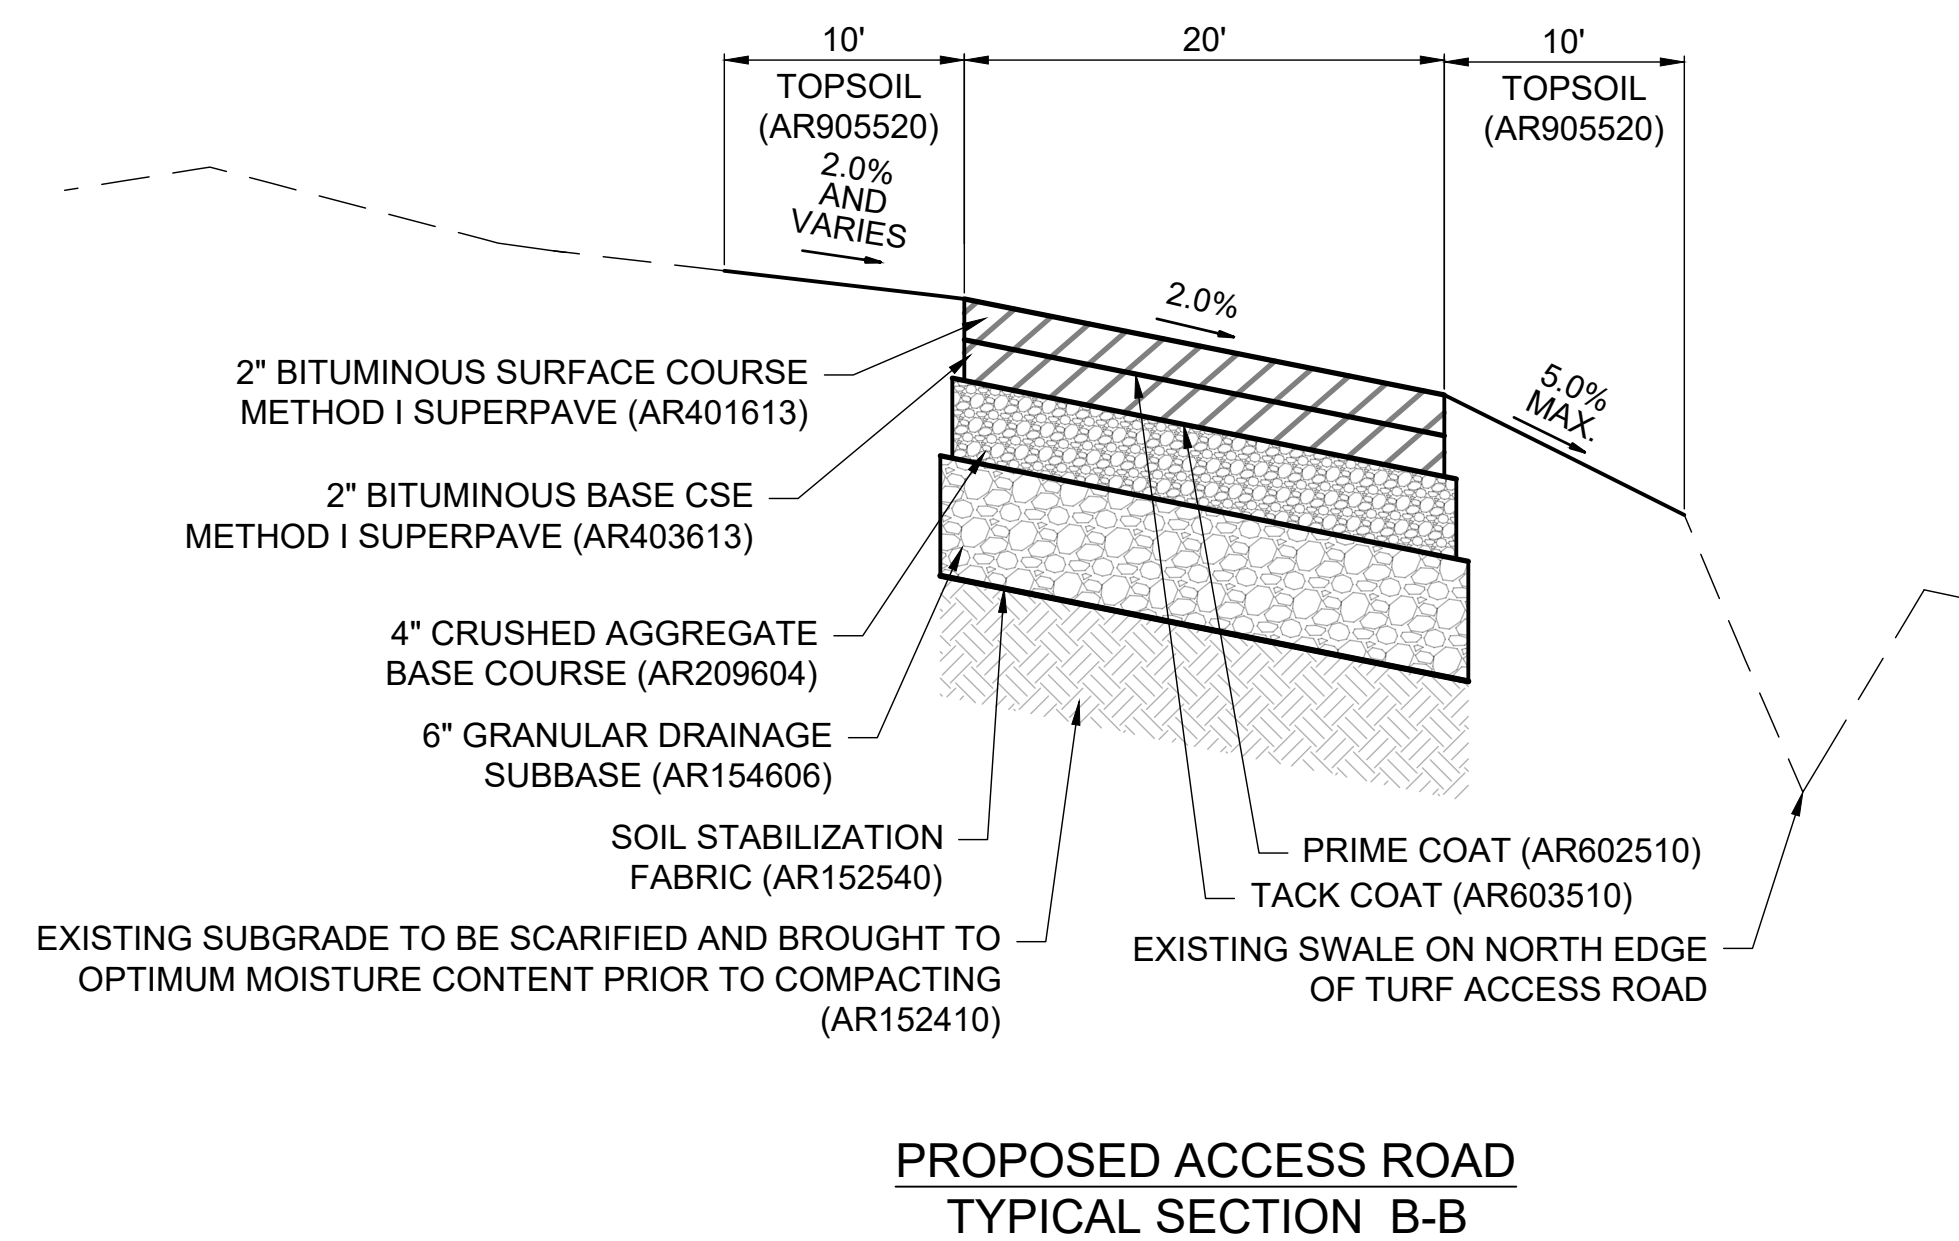 10'
20'
10'
TOPSOIL
(AR905520)
TOPSOIL
(AR905520)
2.0%
AND
VARIES
2.0%
5.0%
MAX.
2" BITUMINOUS SURFACE COURSE
METHOD I SUPERPAVE (AR401613)
2" BITUMINOUS BASE CSE
METHOD I SUPERPAVE (AR403613)
4" CRUSHED AGGREGATE
BASE COURSE (AR209604)
6" GRANULAR DRAINAGE
SUBBASE (AR154606)
SOIL STABILIZATION
FABRIC (AR152540)
EXISTING SUBGRADE TO BE SCARIFIED AND BROUGHT TO
OPTIMUM MOISTURE CONTENT PRIOR TO COMPACTING
(AR152410)
PRIME COAT (AR602510)
TACK COAT (AR603510)
EXISTING SWALE ON NORTH EDGE
OF TURF ACCESS ROAD
PROPOSED ACCESS ROAD
TYPICAL SECTION B-B